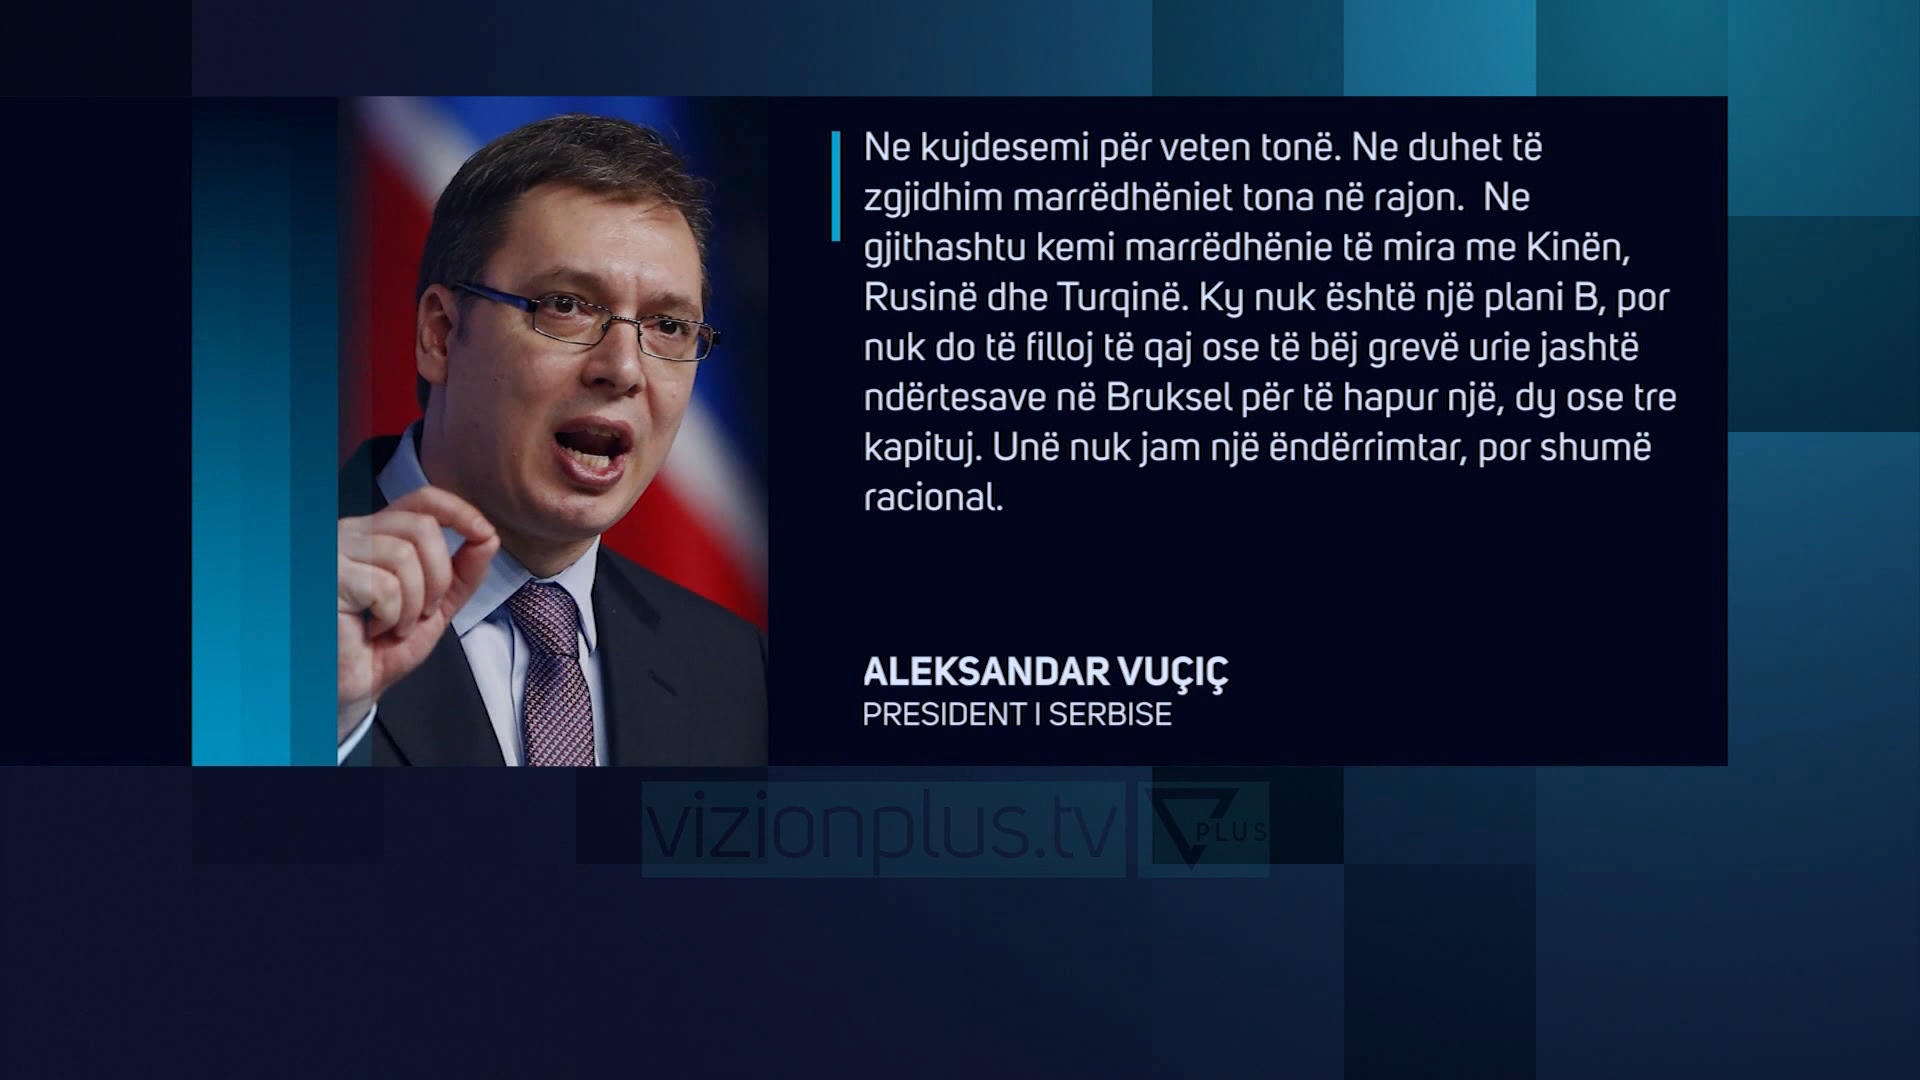 Ne kujdesemi për veten tonë. Ne duhet të
zgjidhim marrëdhëniet tona në rajon.  Ne
gjithashtu kemi marrëdhënie të mira me Kinën,
Rusinë dhe Turqinë. Ky nuk është një plani B, por
nuk do të filloj të qaj ose të bëj grevë urie jashtë
ndërtesave në Bruksel për të hapur një, dy ose tre
kapituj. Unë nuk jam një ëndërrimtar, por shumë
racional.
ALEKSANDAR VUÇIÇ
PRESIDENT I SERBISE
vizionplus.tv
PLUS